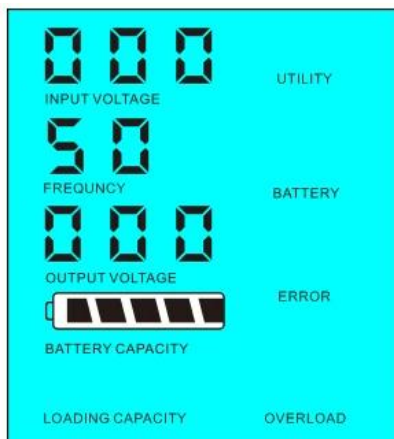 000
UTILITY
INPUT VOLTAGE
50
FREQUNCY
BATTERY
000
OUTPUT VOLTAGE
ERROR
BATTERY CAPACITY
LOADING CAPACITY
OVERLOAD